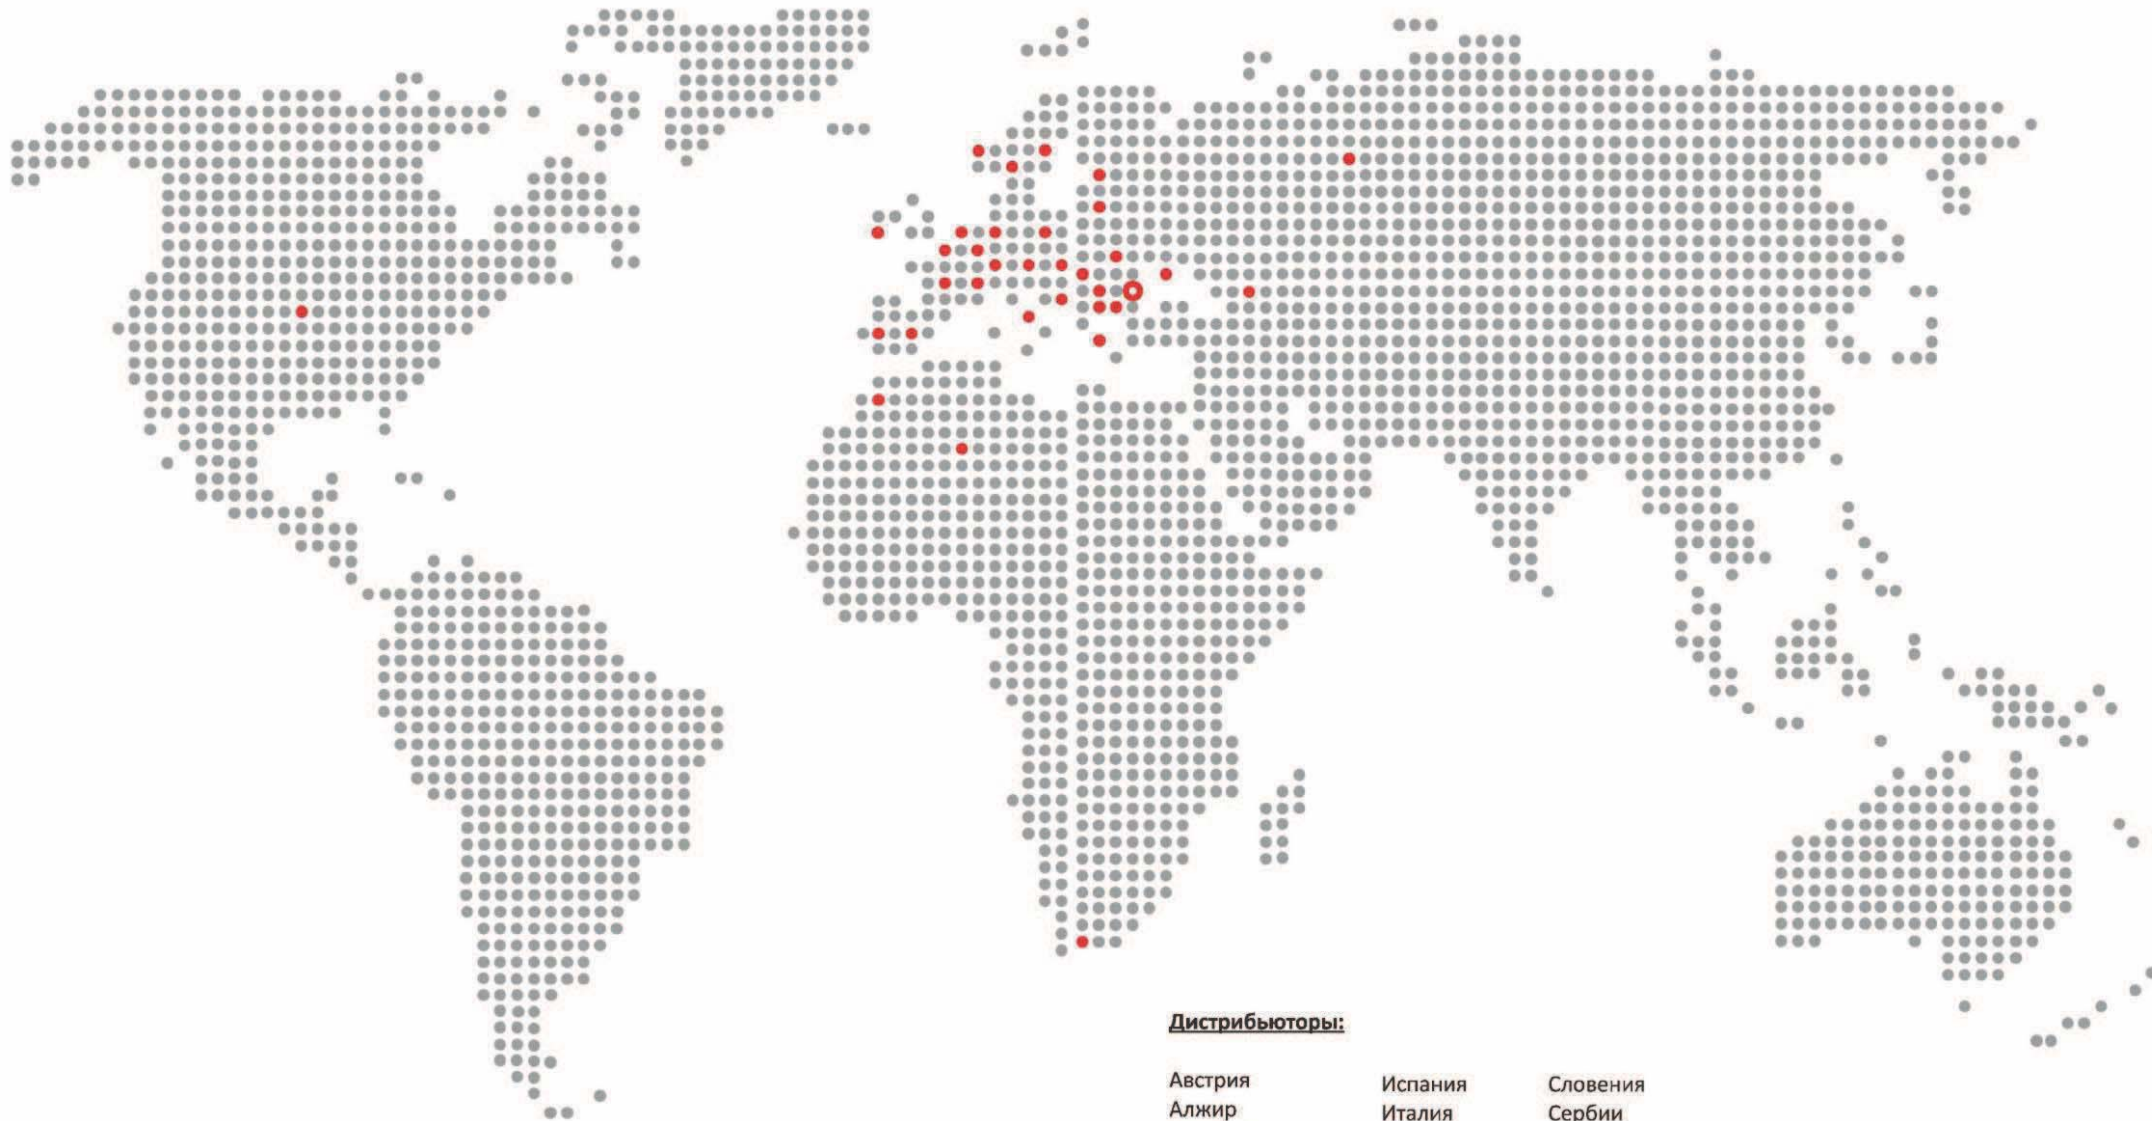 Дистрибьюторы:
Австрия Испания Словения
Алжир Италия Сербии